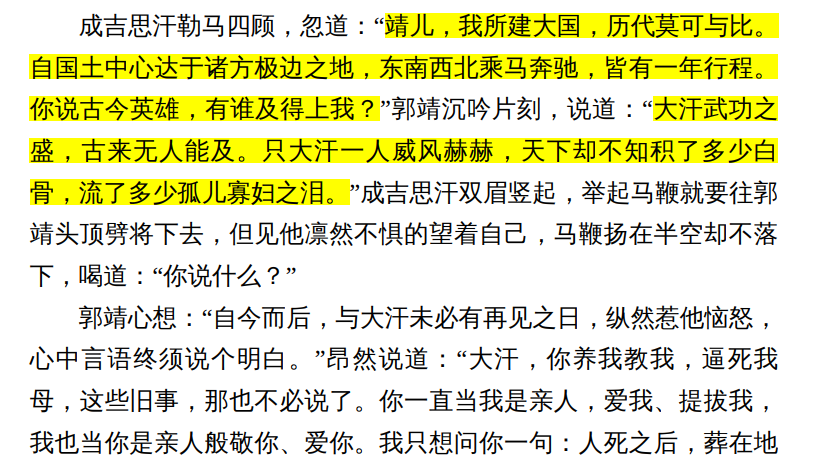 成吉思汗勒马四顾，忽道：“靖儿，我所建大国，历代莫可与比。
自国土中心达于诸方极边之地，东南西北乘马奔驰，皆有一年行程。
你说古今英雄，有谁及得上我？”郭靖沉吟片刻，说道：“大汗武功之
盛，古来无人能及。只大汗一人威风赫赫，天下却不知积了多少白
骨，流了多少孤儿寡妇之泪。”成吉思汗双眉竖起，举起马鞭就要往郭
靖头顶劈将下去，但见他凛然不惧的望着自己，马鞭扬在半空却不落
下，喝道：“你说什么？”
郭靖心想：“自今而后，与大汗未必有再见之日，纵然惹他恼怒，
心中言语终须说个明白。”昂然说道：“大汗，你养我教我，逼死我
母，这些旧事，那也不必说了。你一直当我是亲人，爱我、提拔我，
我也当你是亲人般敬你、爱你。我只想问你一句：人死之后，葬在地